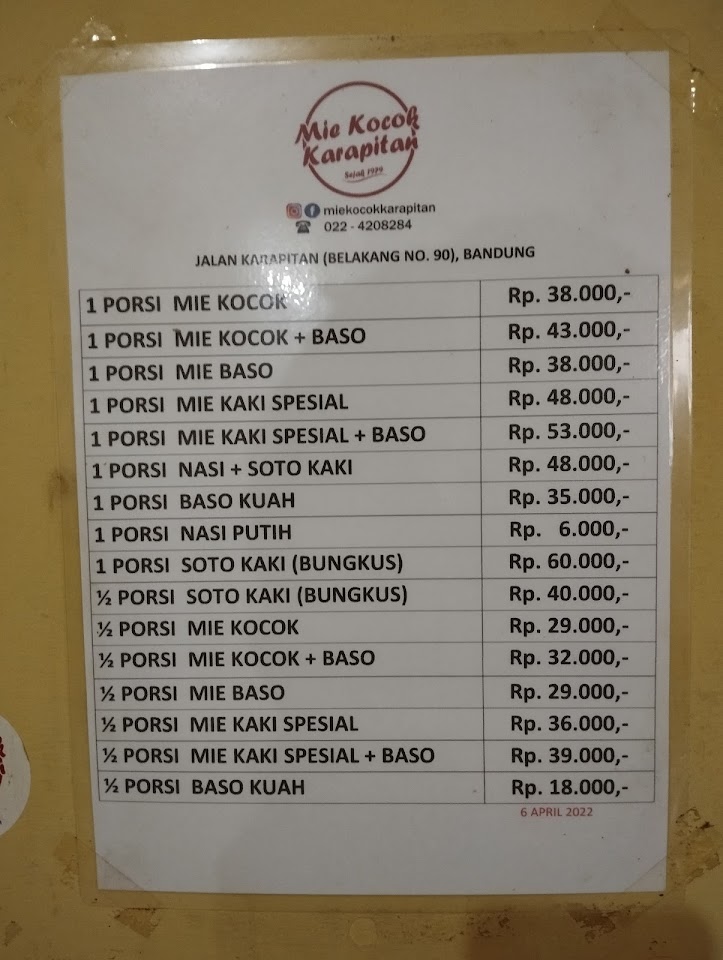 Mie Kocok
Karapitan
Sejak 1979
miekocokkarapitan
022 - 4208284
JALAN KARAPITAN (BELAKANG NO. 90), BANDUNG
1 PORSI MIE KOCOK Rp. 38.000,-
1 PORSI MIE KOCOK + BASO Rp. 43.000,-
1 PORSI MIE BASO Rp. 38.000,-
1 PORSI MIE KAKI SPESIAL Rp. 48.000,-
1 PORSI MIE KAKI SPESIAL + BASO Rp. 53.000,-
1 PORSI NASI + SOTO KAKI Rp. 48.000,-
1 PORSI BASO KUAH Rp. 35.000,-
1 PORSI NASI PUTIH Rp. 6.000,-
1 PORSI SOTO KAKI (BUNGKUS) Rp. 60.000,-
½ PORSI SOTO KAKI (BUNGKUS) Rp. 40.000,-
½ PORSI MIE KOCOK Rp. 29.000,-
½ PORSI MIE KOCOK + BASO Rp. 32.000,-
½ PORSI MIE BASO Rp. 29.000,-
½ PORSI MIE KAKI SPESIAL Rp. 36.000,-
½ PORSI MIE KAKI SPESIAL + BASO Rp. 39.000,-
½ PORSI BASO KUAH Rp. 18.000,-
6 APRIL 2022